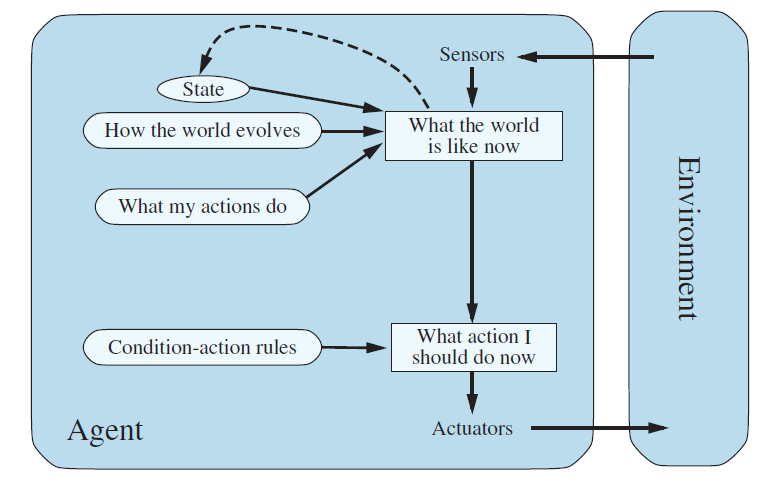 Sensors
State
How the world evolves
What the world
is like now
What my actions do
Environment
Condition-action rules
What action I
should do now
Agent
Actuators